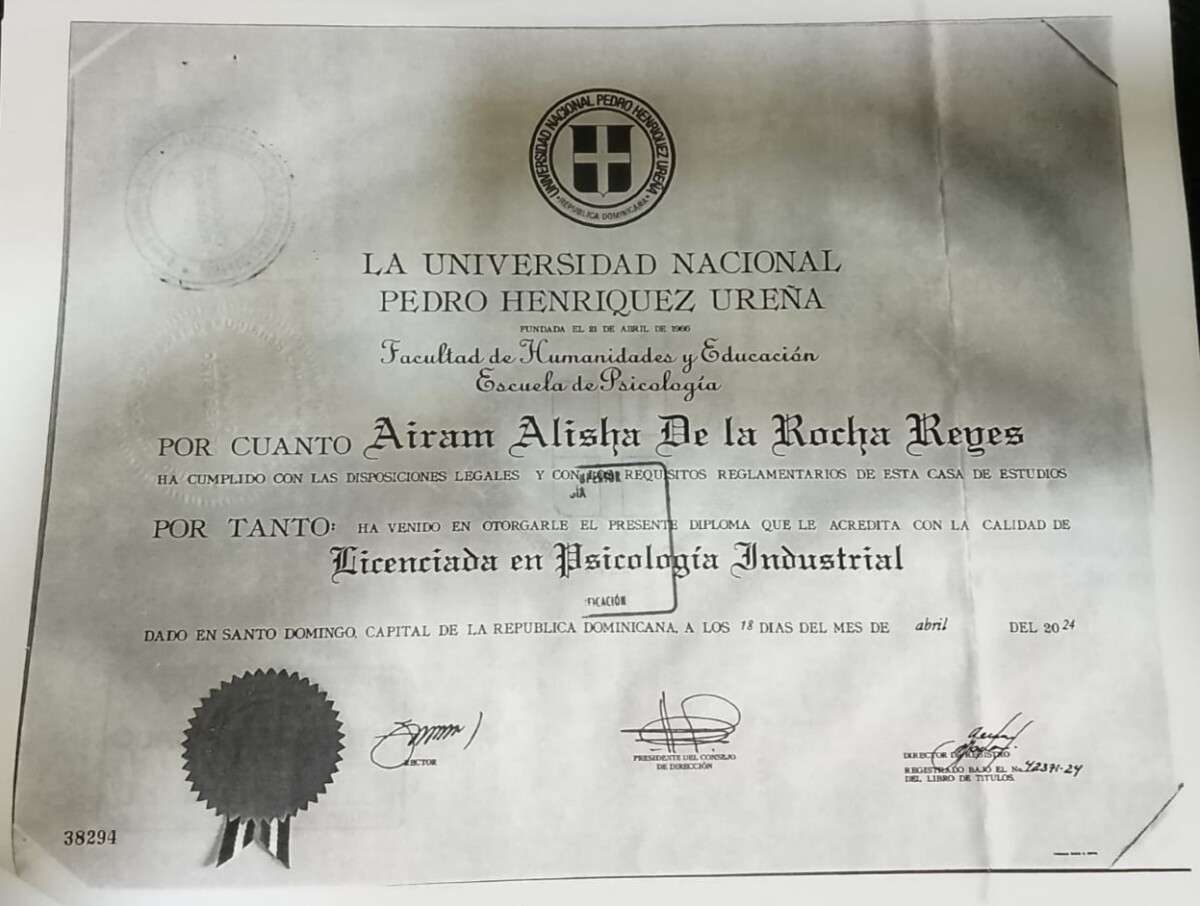 UNIVERSIDAD NACIONAL PEDRO HENRIQUEZ UREÑA
REPUBLICA DOMINICANA
LA UNIVERSIDAD NACIONAL
PEDRO HENRIQUEZ UREÑA
FUNDADA EL 21 DE ABRIL DE 1966
Facultad de Humanidades y Educación
Escuela de Psicología
POR CUANTO Airam Alisha De la Rocha Reyes
HA CUMPLIDO CON LAS DISPOSICIONES LEGALES Y CON LOS REQUISITOS REGLAMENTARIOS DE ESTA CASA DE ESTUDIOS
POR TANTO: HA VENIDO EN OTORGARLE EL PRESENTE DIPLOMA QUE LE ACREDITA CON LA CALIDAD DE
Licenciada en Psicología Industrial
FICACIÓN
DADO EN SANTO DOMINGO, CAPITAL DE LA REPUBLICA DOMINICANA, A LOS 18 DIAS DEL MES DE abril DEL 2024
RECTOR
PRESIDENTE DEL CONSEJO
DE DIRECCIÓN
DIRECTOR DE REGISTRO
REGISTRADO BAJO EL No. 42371-24
DEL LIBRO DE TITULOS.
38294